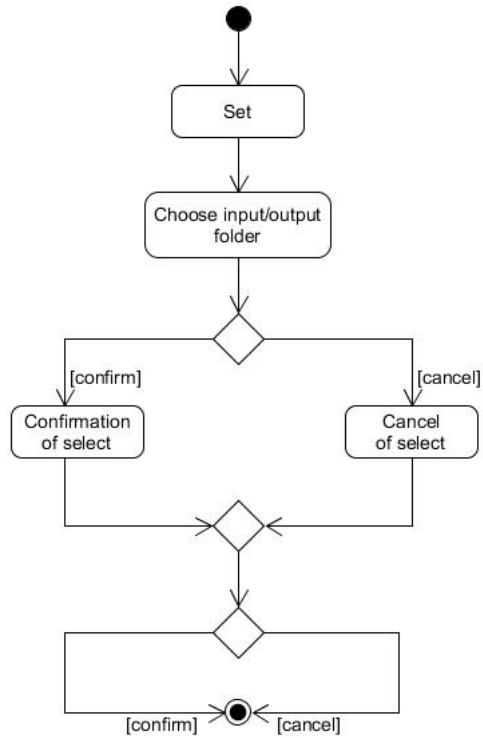 Set
Choose input/output
folder
[confirm]
[cancel]
Confirmation
of select
Cancel
of select
[confirm]
[cancel]